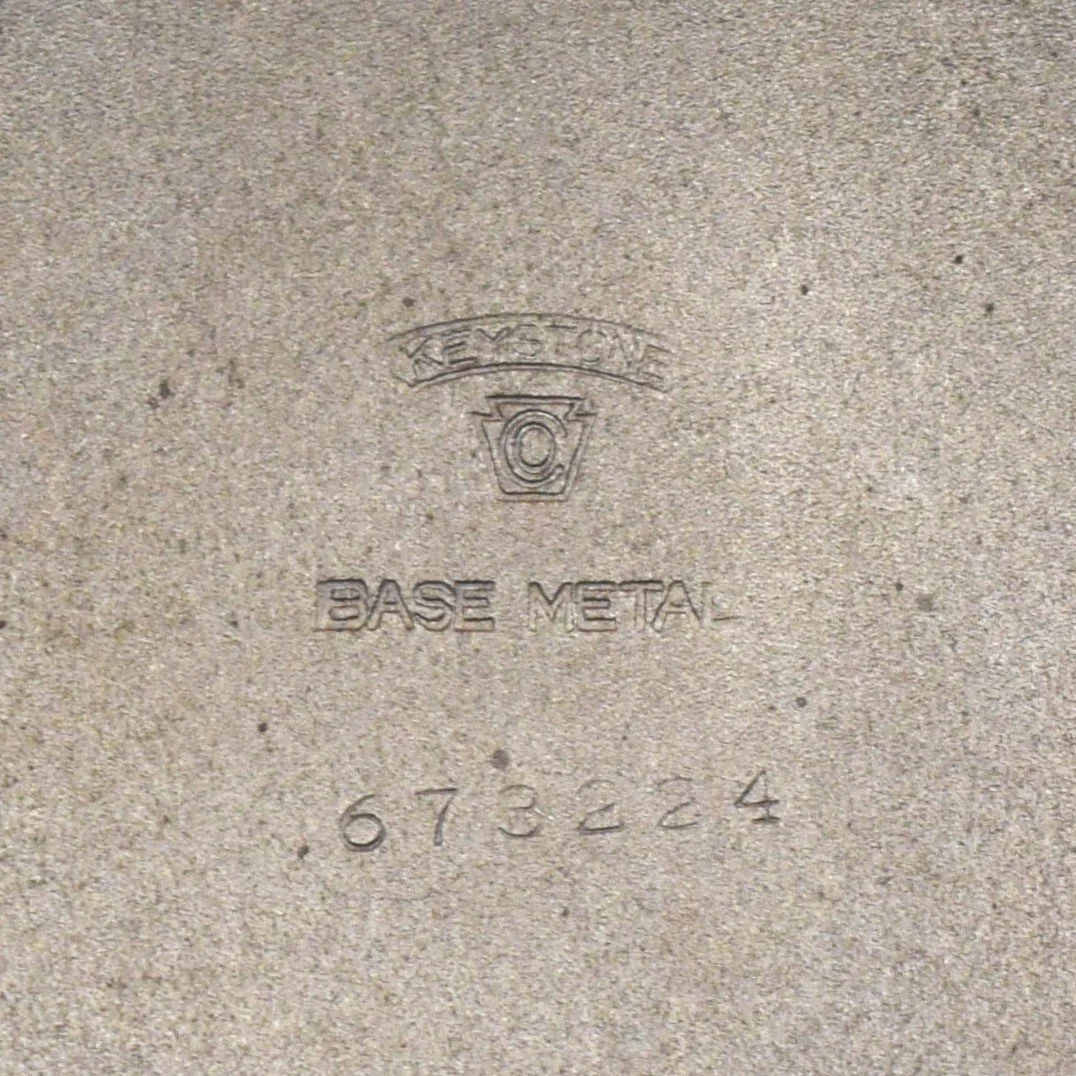 KEYSTONE
C
BASE METAL
673224